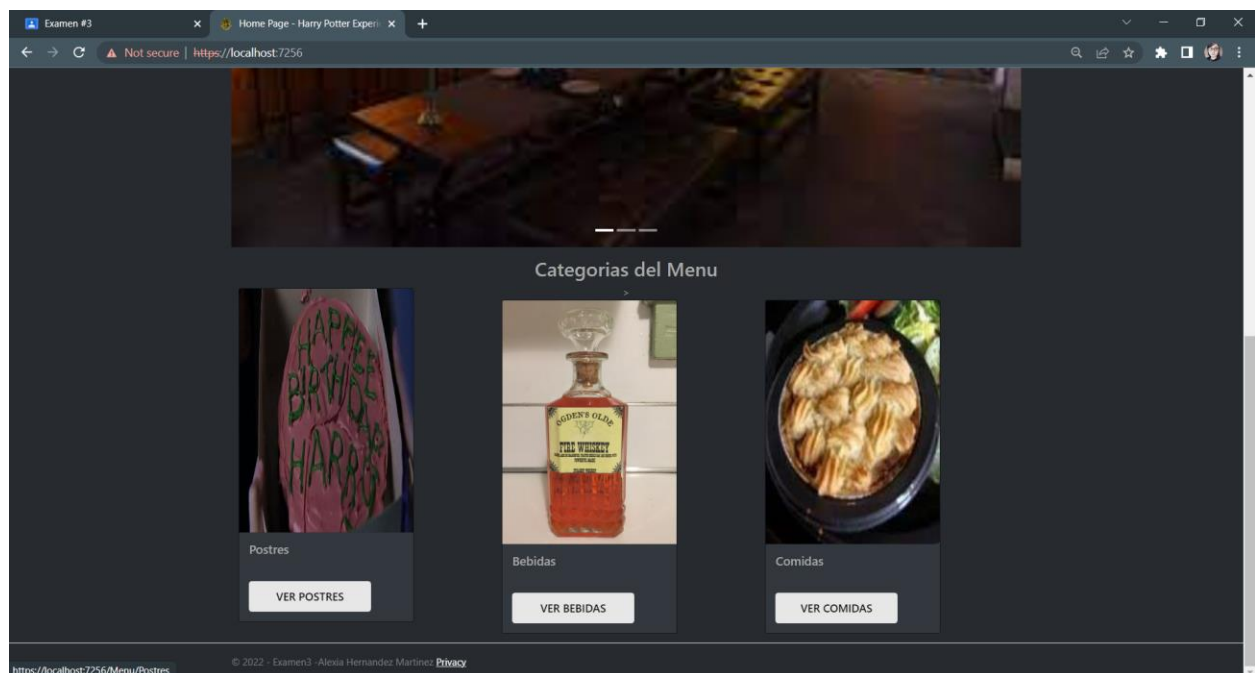 Examen #3
Home Page - Harry Potter Experi
Not secure | https://localhost:7256
Categorias del Menu
>
HAPPEE
BIRTHDAE
HARRY
OGDEN'S OLDE
FIRE WHISKEY
Postres
Bebidas
Comidas
VER POSTRES
VER BEBIDAS
VER COMIDAS
© 2022 - Examen3 -Alexia Hernandez Martinez Privacy
https://localhost:7256/Menu/Postres